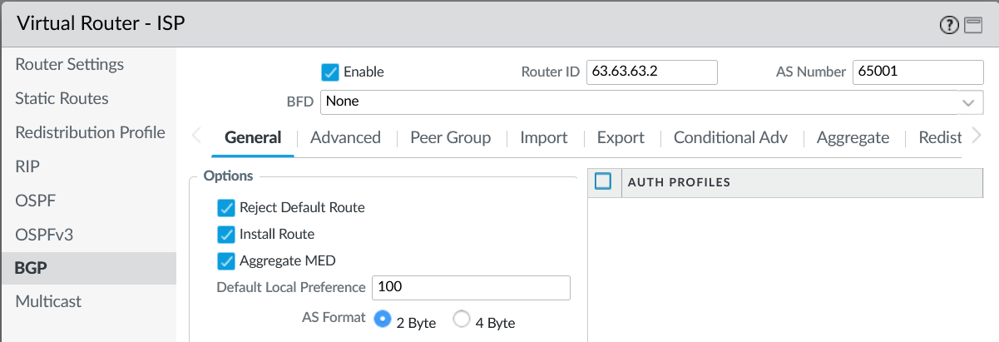 Virtual Router - ISP
?
Router Settings
Static Routes
Redistribution Profile
RIP
OSPF
OSPFv3
BGP
Multicast
Enable Router ID 63.63.63.2 AS Number 65001
BFD None
General Advanced Peer Group Import Export Conditional Adv Aggregate Redist
Options
Reject Default Route
Install Route
Aggregate MED
Default Local Preference 100
AS Format 2 Byte 4 Byte
AUTH PROFILES